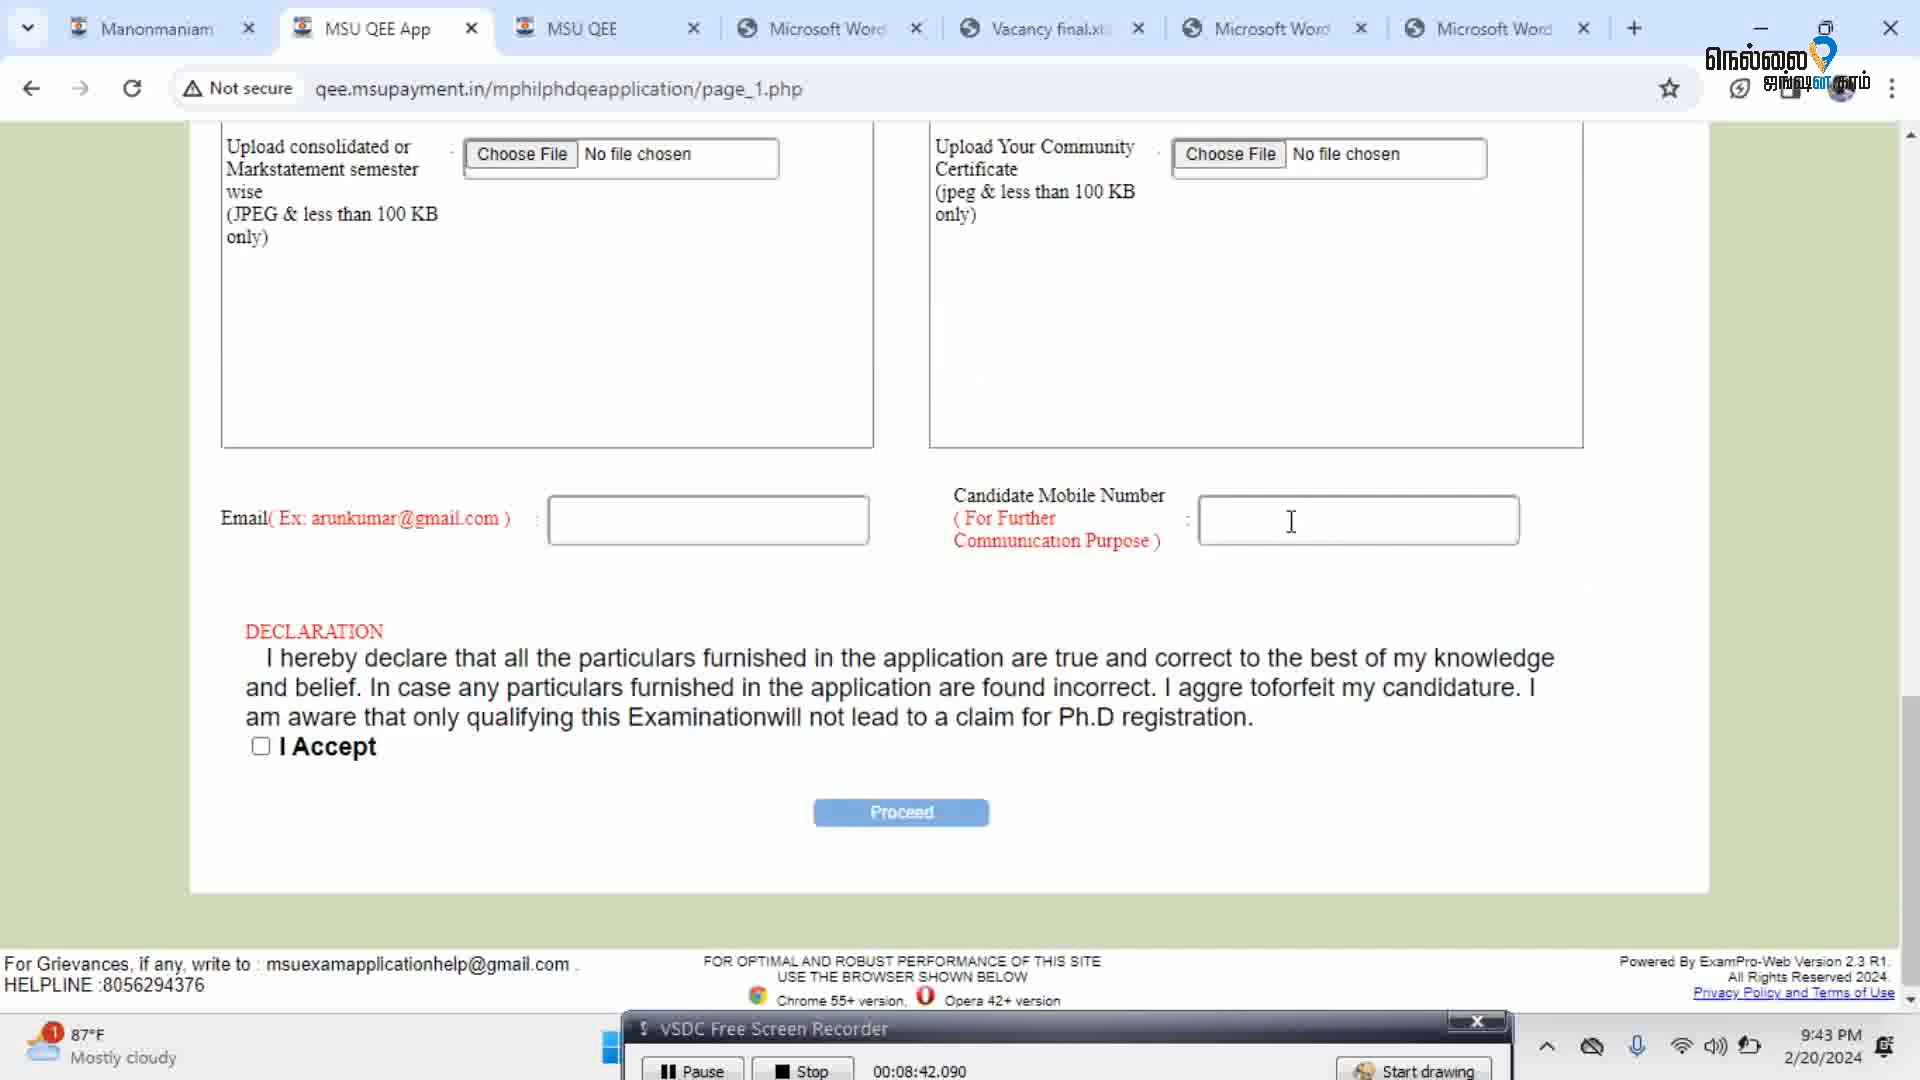 Manonmaniam
MSU QEE App
MSU QEE
Microsoft Word
Vacancy final.xl
Microsoft Word
Microsoft Word
நெல்லை
ஜங்ஷன்.காம்
Not secure
qee.msupayment.in/mphilphdqeapplication/page_1.php
Upload consolidated or
Markstatement semester
wise
(JPEG & less than 100 KB
only)
:
Choose File No file chosen
Upload Your Community
Certificate
(jpeg & less than 100 KB
only)
:
Choose File No file chosen
Email( Ex: arunkumar@gmail.com ) :
Candidate Mobile Number
( For Further
Communication Purpose )
:
DECLARATION
I hereby declare that all the particulars furnished in the application are true and correct to the best of my knowledge
and belief. In case any particulars furnished in the application are found incorrect. I aggre toforfeit my candidature. I
am aware that only qualifying this Examinationwill not lead to a claim for Ph.D registration.
I Accept
Proceed
For Grievances, if any, write to : msuexamapplicationhelp@gmail.com .
HELPLINE :8056294376
FOR OPTIMAL AND ROBUST PERFORMANCE OF THIS SITE
USE THE BROWSER SHOWN BELOW
Chrome 55+ version, Opera 42+ version
Powered By ExamPro-Web Version 2.3 R1.
All Rights Reserved 2024.
Privacy Policy and Terms of Use
1
87°F
Mostly cloudy
VSDC Free Screen Recorder
Pause
Stop
00:08:42.090
Start drawing
9:43 PM
2/20/2024